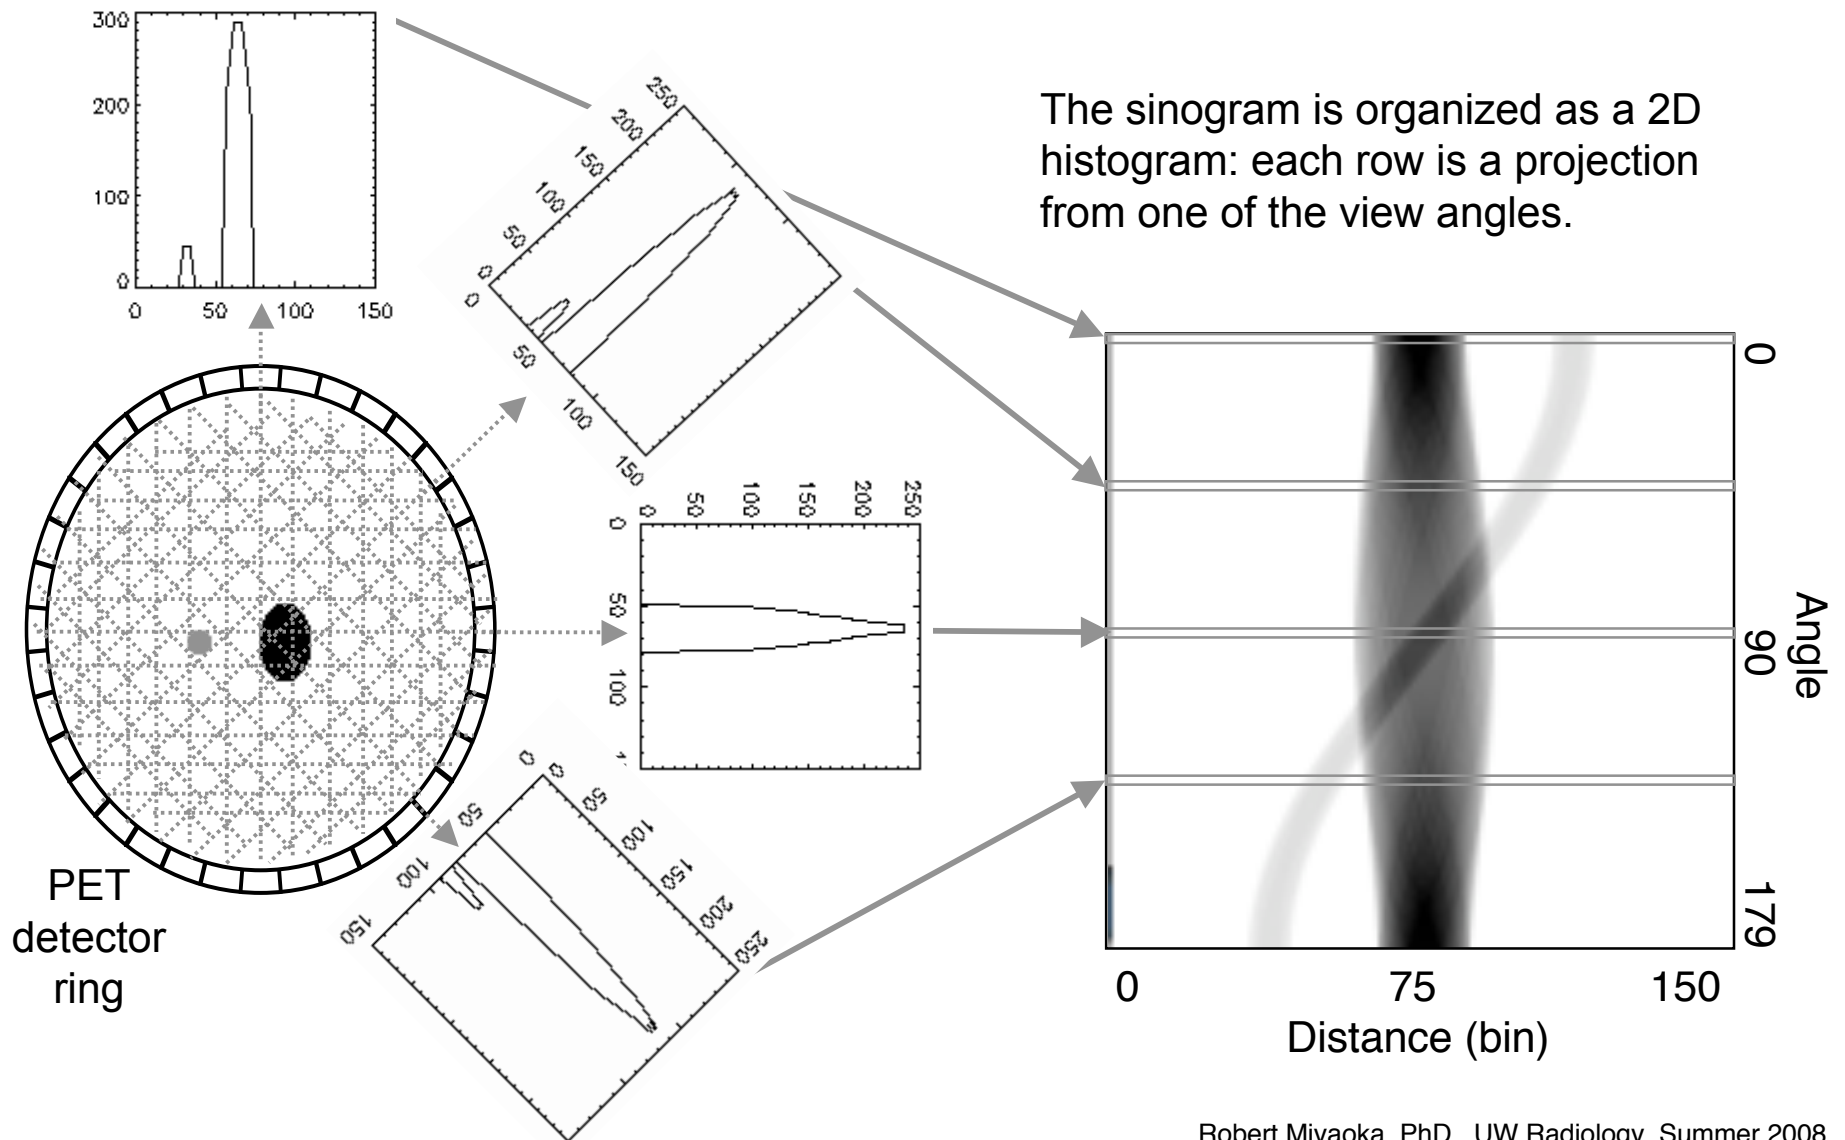 300
200
100
0
0 50 100 150
250
200
150
100
50
0
0
50
100
150
The sinogram is organized as a 2D
histogram: each row is a projection
from one of the view angles.
0 50 100 150 200 250
0
50
100
0
90
179
Angle
0 75 150
Distance (bin)
PET
detector
ring
0
50
100
150
0
50
100
150
200
250
Robert Miyaoka, PhD., UW Radiology, Summer 2008